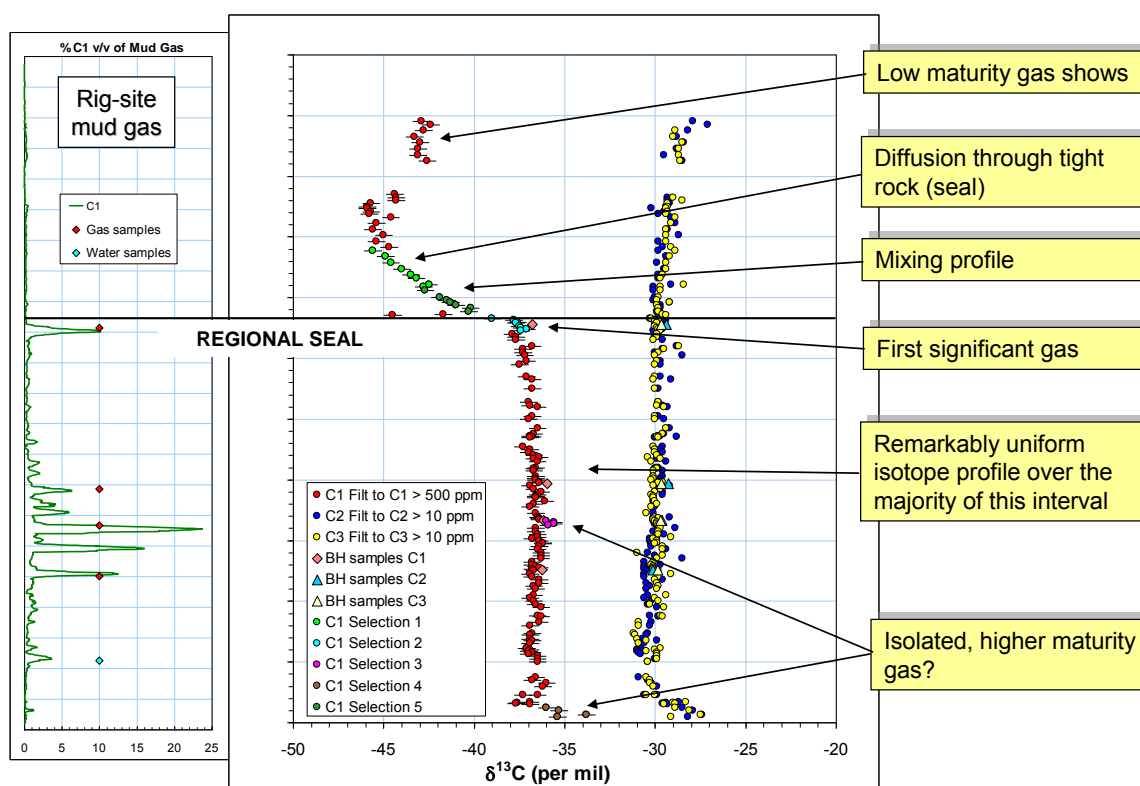 %C1 v/v of Mud Gas
Rig-site
mud gas
C1
Gas samples
Water samples
0
5
10
15
20
25
REGIONAL SEAL
C1 Filt to C1 > 500 ppm
C2 Filt to C2 > 10 ppm
C3 Filt to C3 > 10 ppm
BH samples C1
BH samples C2
BH samples C3
C1 Selection 1
C1 Selection 2
C1 Selection 3
C1 Selection 4
C1 Selection 5
-50
-45
-40
-35
-30
-25
-20
δ13C (per mil)
Low maturity gas shows
Diffusion through tight
rock (seal)
Mixing profile
First significant gas
Remarkably uniform
isotope profile over the
majority of this interval
Isolated, higher maturity
gas?